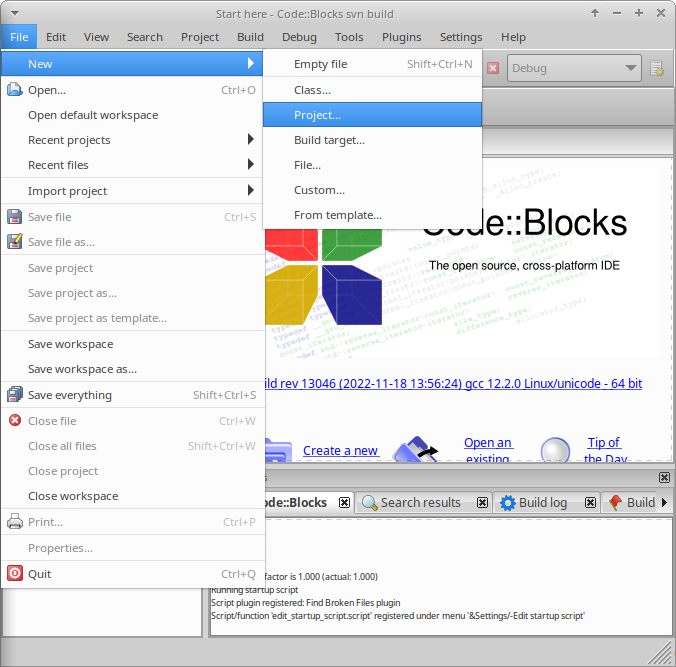 Start here - Code::Blocks svn build
File Edit View Search Project Build Debug Tools Plugins Settings Help
New
Open... Ctrl+O
Open default workspace
Recent projects
Recent files
Import project
Save file Ctrl+S
Save file as...
Save project
Save project as...
Save project as template...
Save workspace
Save workspace as...
Save everything Shift+Ctrl+S
Close file Ctrl+W
Close all files Shift+Ctrl+W
Close project
Close workspace
Print... Ctrl+P
Properties...
Quit Ctrl+Q
Empty file Shift+Ctrl+N
Class...
Project...
Build target...
File...
Custom...
From template...
Debug
Code::Blocks
The open source, cross-platform IDE
rev 13046 (2022-11-18 13:56:24) gcc 12.2.0 Linux/unicode - 64 bit
Create a new
Open an
existing
Tip of
the Day
::Blocks Search results Build log Build
factor is 1.000 (actual: 1.000)
Running startup script
Script plugin registered: Find Broken Files plugin
Script/function 'edit_startup_script.script' registered under menu '&Settings/-Edit startup script'